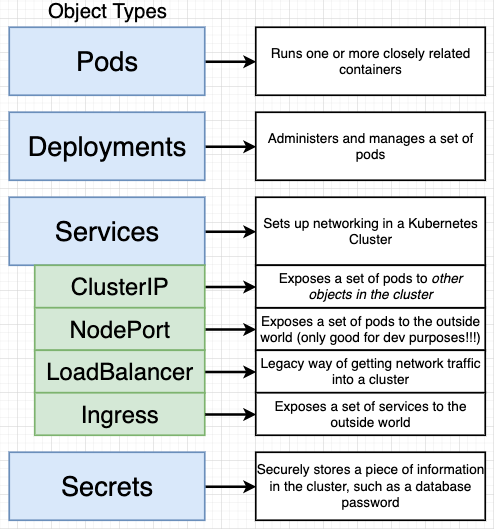 Object Types
Pods
Runs one or more closely related
containers
Deployments
Administers and manages a set of
pods
Services
Sets up networking in a Kubernetes
Cluster
ClusterIP
Exposes a set of pods to other
objects in the cluster
NodePort
Exposes a set of pods to the outside
world (only good for dev purposes!!!)
LoadBalancer
Legacy way of getting network traffic
into a cluster
Ingress
Exposes a set of services to the
outside world
Secrets
Securely stores a piece of information
in the cluster, such as a database
password